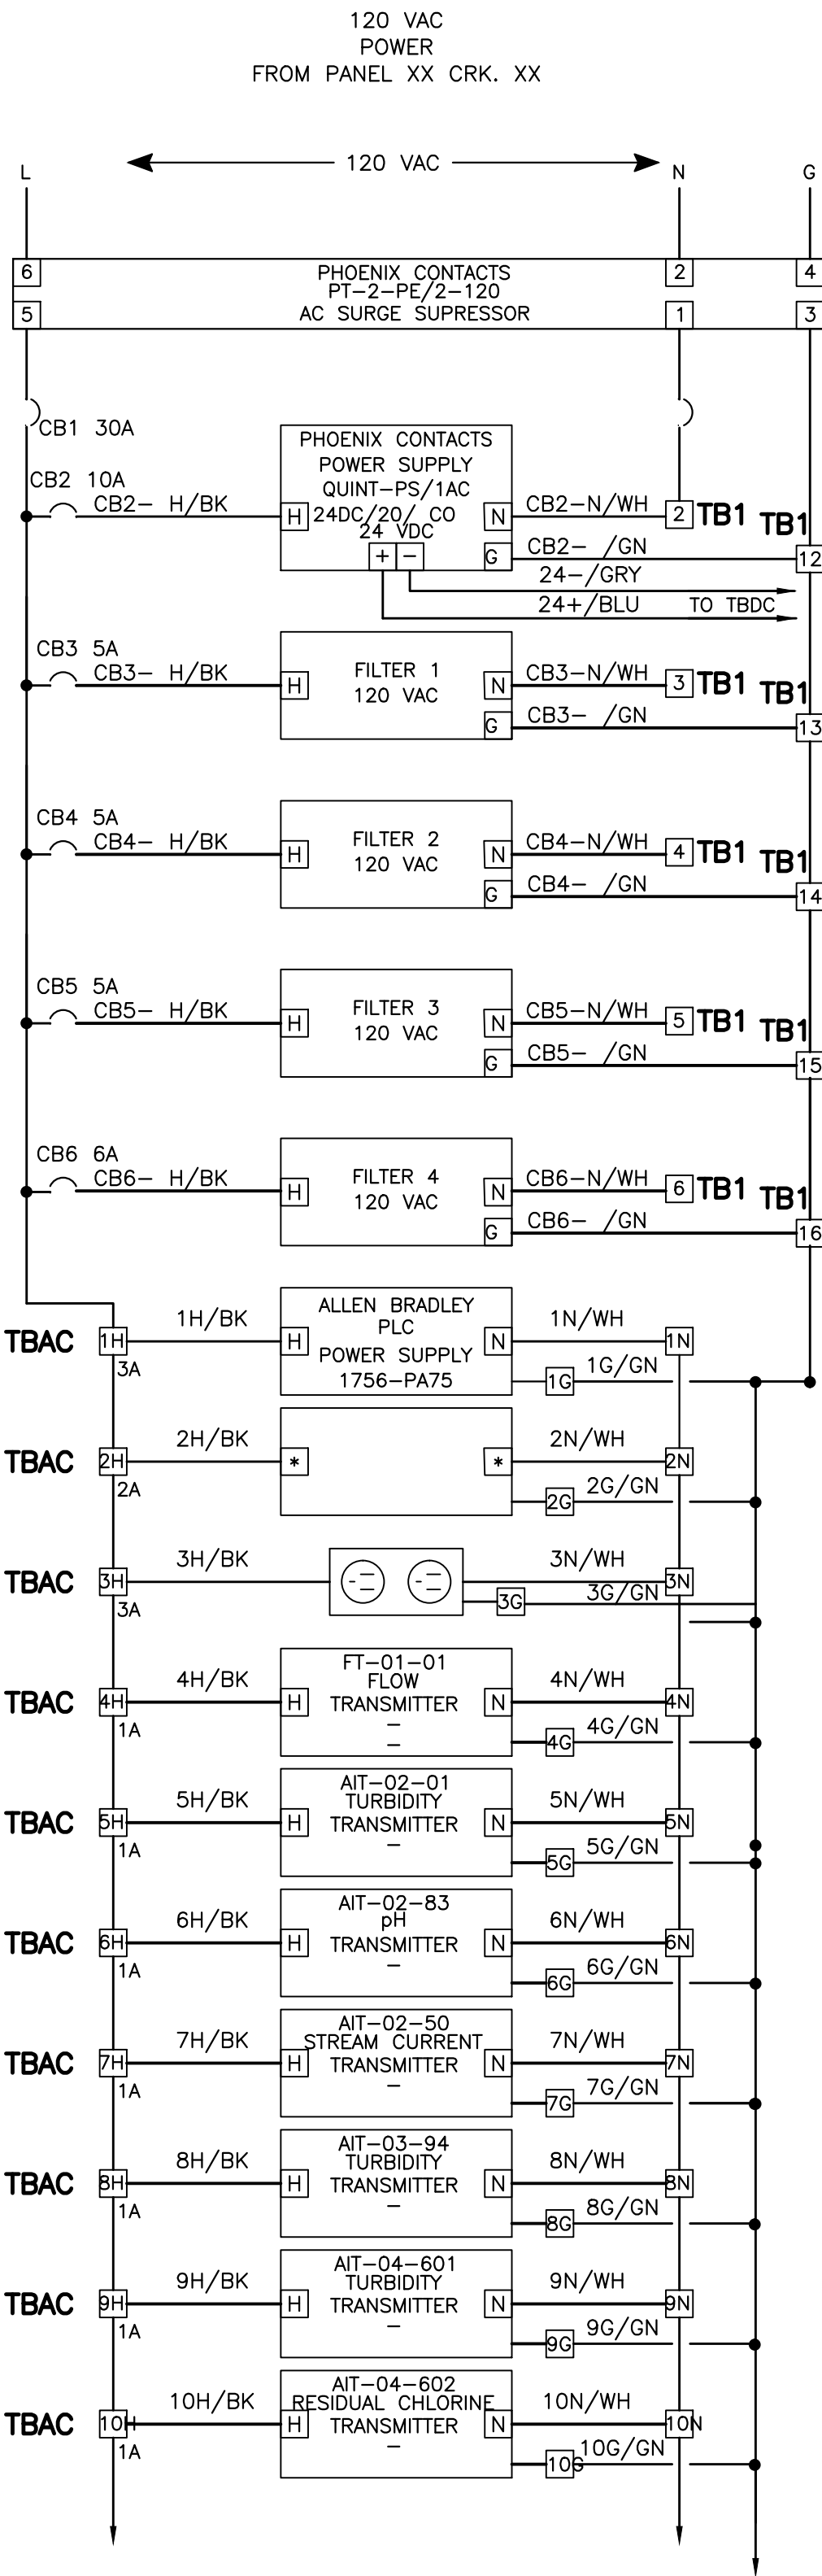 120 VAC
POWER
FROM PANEL XX CRK. XX
L
120 VAC
N
G
6
PHOENIX CONTACTS
2
4
PT-2-PE/2-120
5
AC SURGE SUPRESSOR
1
3
CB1 30A
PHOENIX CONTACTS
POWER SUPPLY
CB2 10A
QUINT-PS/1AC
CB2- H/BK
H
24DC/20/ CO
N
CB2-N/WH
2
TB1
TB1
24 VDC
+
-
G
CB2- /GN
12
24-/GRY
24+/BLU
TO TBDC
CB3 5A
CB3- H/BK
H
FILTER 1
120 VAC
N
CB3-N/WH
3
TB1
TB1
G
CB3- /GN
13
CB4 5A
CB4- H/BK
H
FILTER 2
120 VAC
N
CB4-N/WH
4
TB1
TB1
G
CB4- /GN
14
CB5 5A
CB5- H/BK
H
FILTER 3
120 VAC
N
CB5-N/WH
5
TB1
TB1
G
CB5- /GN
15
CB6 6A
CB6- H/BK
H
FILTER 4
120 VAC
N
CB6-N/WH
6
TB1
TB1
G
CB6- /GN
16
TBAC
1H
3A
1H/BK
H
ALLEN BRADLEY
PLC
POWER SUPPLY
1756-PA75
N
1N/WH
1N
1G
1G/GN
TBAC
2H
2A
2H/BK
*
*
2N/WH
2N
2G
2G/GN
TBAC
3H
3A
3H/BK
3N/WH
3N
3G
3G/GN
TBAC
4H
1A
4H/BK
H
FT-01-01
FLOW
TRANSMITTER
-
-
N
4N/WH
4N
4G
4G/GN
TBAC
5H
1A
5H/BK
H
AIT-02-01
TURBIDITY
TRANSMITTER
-
N
5N/WH
5N
5G
5G/GN
TBAC
6H
1A
6H/BK
H
AIT-02-83
pH
TRANSMITTER
-
N
6N/WH
6N
6G
6G/GN
TBAC
7H
1A
7H/BK
H
AIT-02-50
STREAM CURRENT
TRANSMITTER
-
N
7N/WH
7N
7G
7G/GN
TBAC
8H
1A
8H/BK
H
AIT-03-94
TURBIDITY
TRANSMITTER
-
N
8N/WH
8N
8G
8G/GN
TBAC
9H
1A
9H/BK
H
AIT-04-601
TURBIDITY
TRANSMITTER
-
N
9N/WH
9N
9G
9G/GN
TBAC
10H
1A
10H/BK
H
AIT-04-602
RESIDUAL CHLORINE
TRANSMITTER
-
N
10N/WH
10N
10G
10G/GN